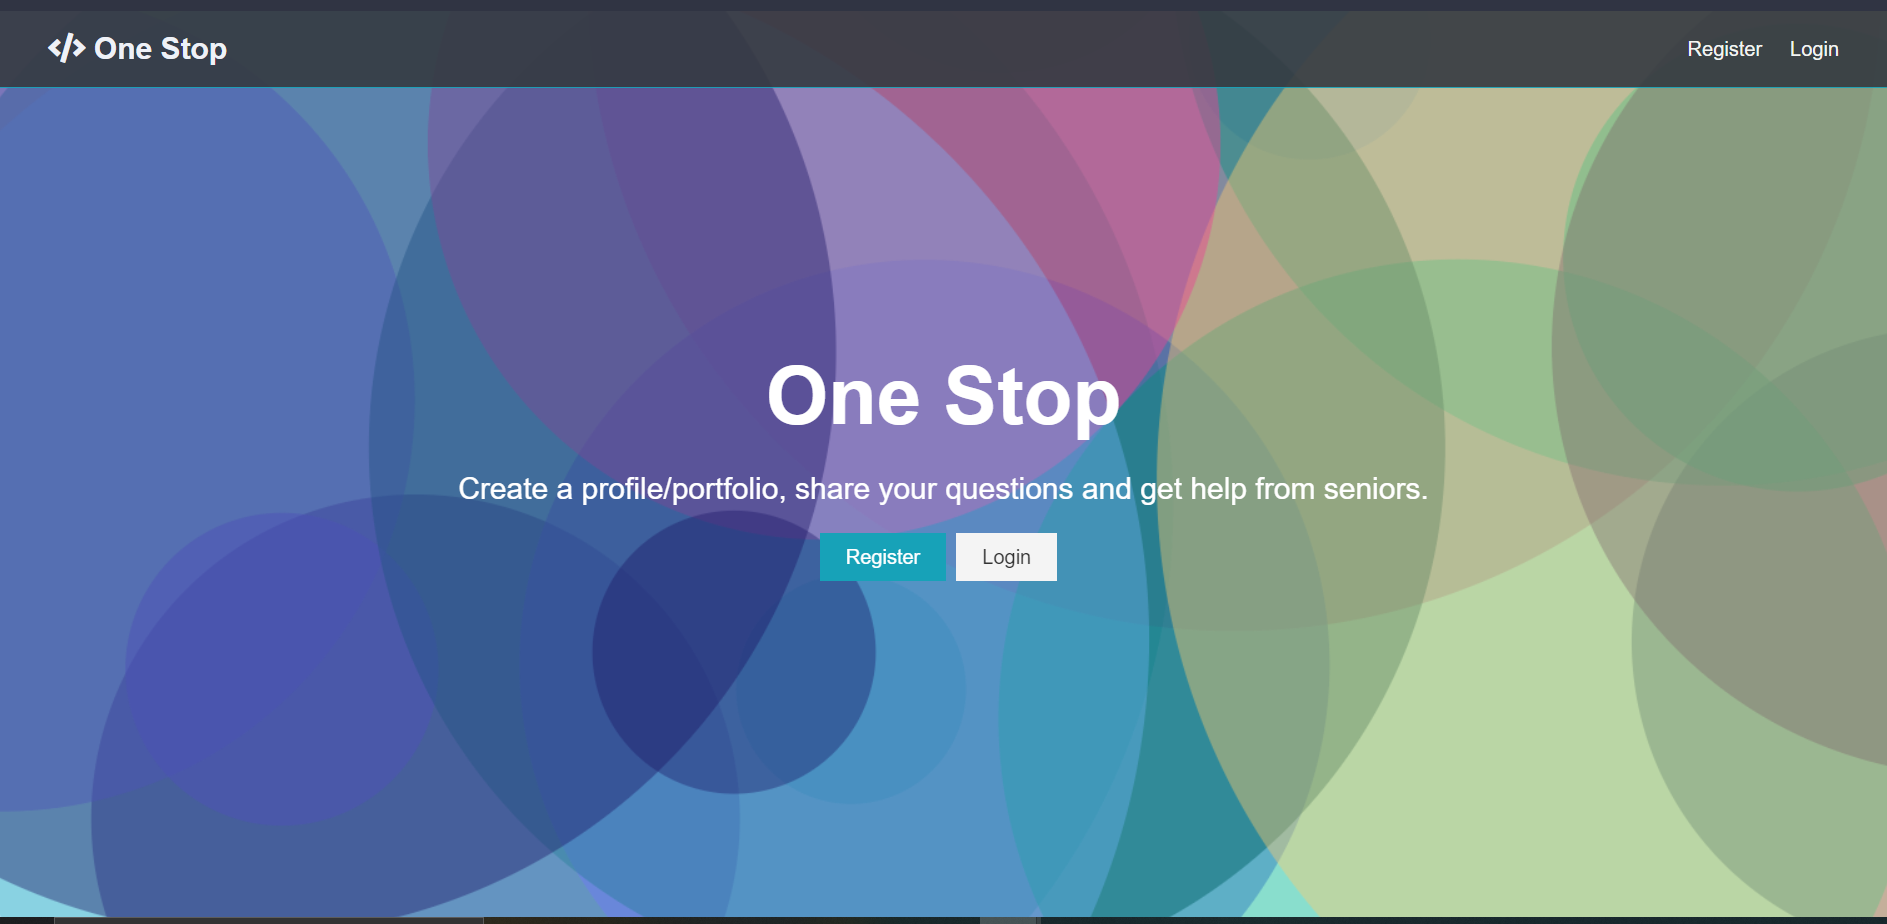 </> One Stop
Register Login
One Stop
Create a profile/portfolio, share your questions and get help from seniors.
Register Login